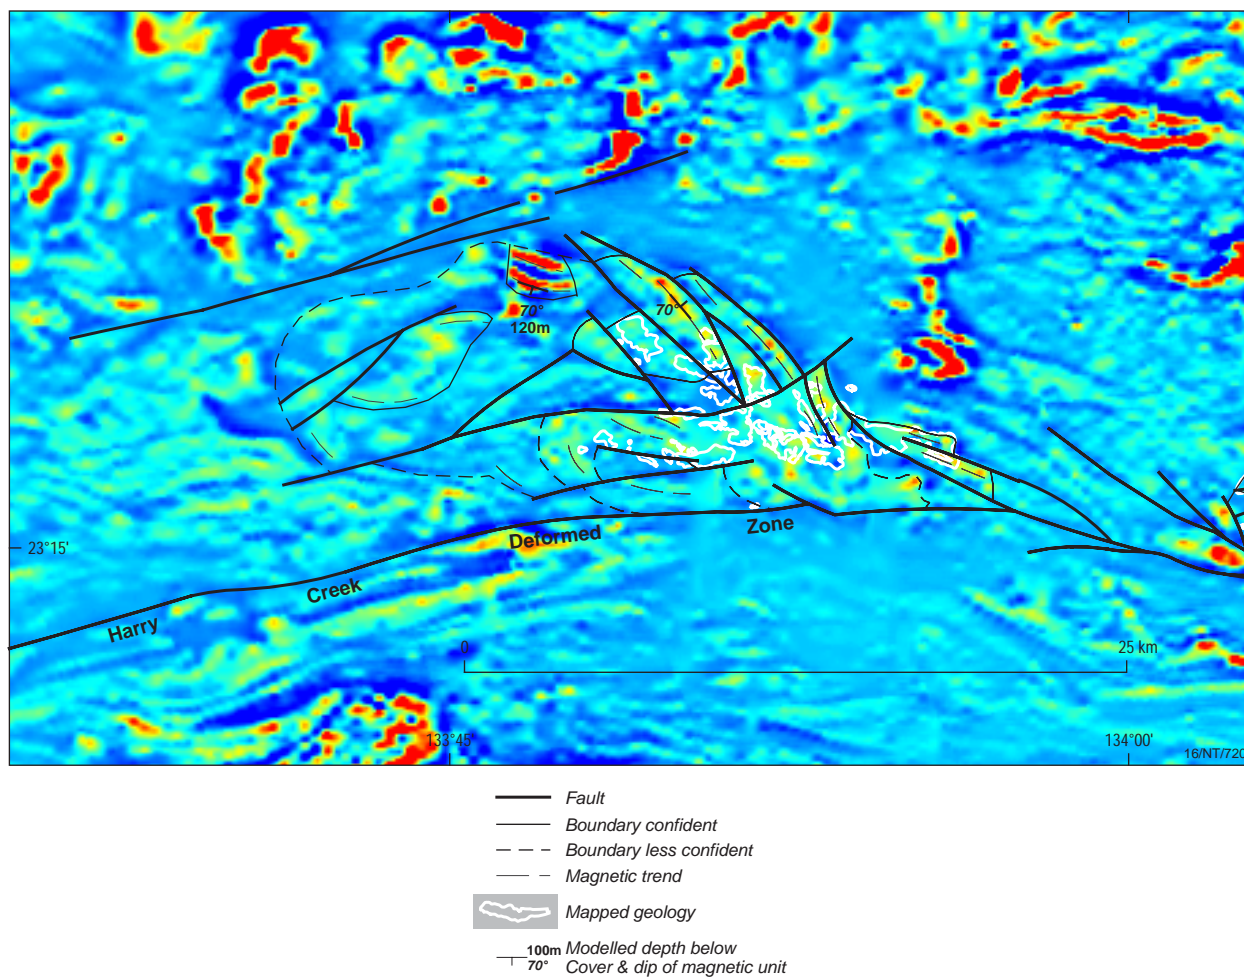 70°
120m
70°
23°15'
Harry Creek Deformed Zone
0 25 km
133°45' 134°00'
16/NT/720
Fault
Boundary confident
Boundary less confident
Magnetic trend
Mapped geology
100m Modelled depth below
70° Cover & dip of magnetic unit